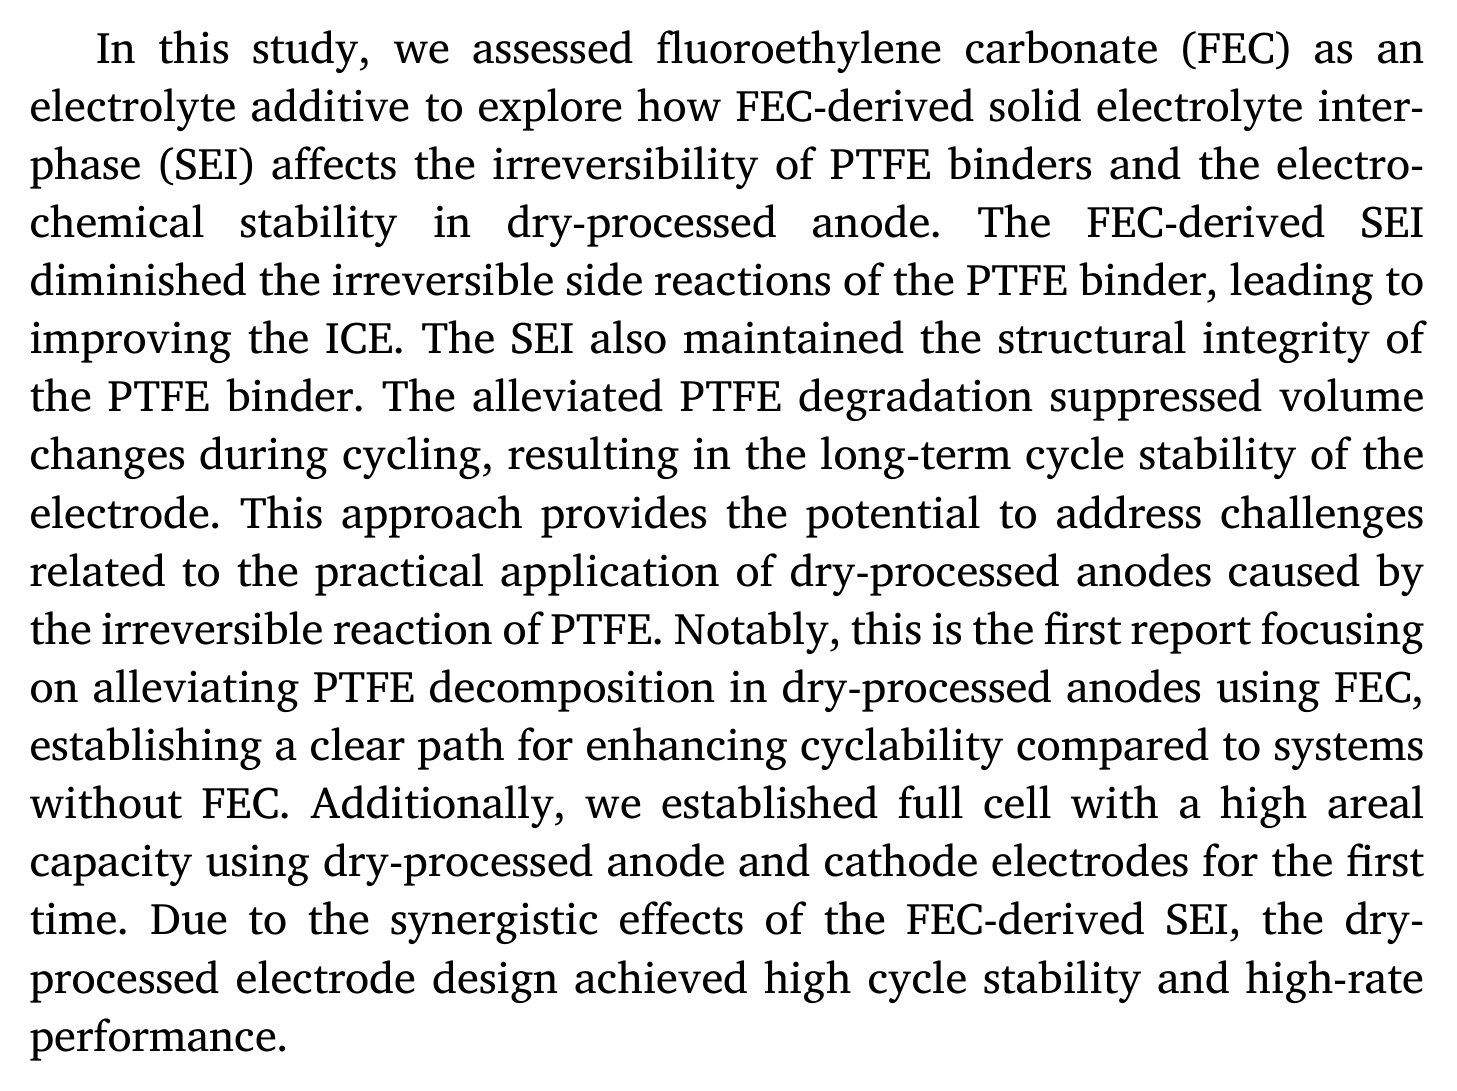 In this study, we assessed fluoroethylene carbonate (FEC) as an
electrolyte additive to explore how FEC-derived solid electrolyte inter-
phase (SEI) affects the irreversibility of PTFE binders and the electro-
chemical stability in dry-processed anode. The FEC-derived SEI
diminished the irreversible side reactions of the PTFE binder, leading to
improving the ICE. The SEI also maintained the structural integrity of
the PTFE binder. The alleviated PTFE degradation suppressed volume
changes during cycling, resulting in the long-term cycle stability of the
electrode. This approach provides the potential to address challenges
related to the practical application of dry-processed anodes caused by
the irreversible reaction of PTFE. Notably, this is the first report focusing
on alleviating PTFE decomposition in dry-processed anodes using FEC,
establishing a clear path for enhancing cyclability compared to systems
without FEC. Additionally, we established full cell with a high areal
capacity using dry-processed anode and cathode electrodes for the first
time. Due to the synergistic effects of the FEC-derived SEI, the dry-
processed electrode design achieved high cycle stability and high-rate
performance.